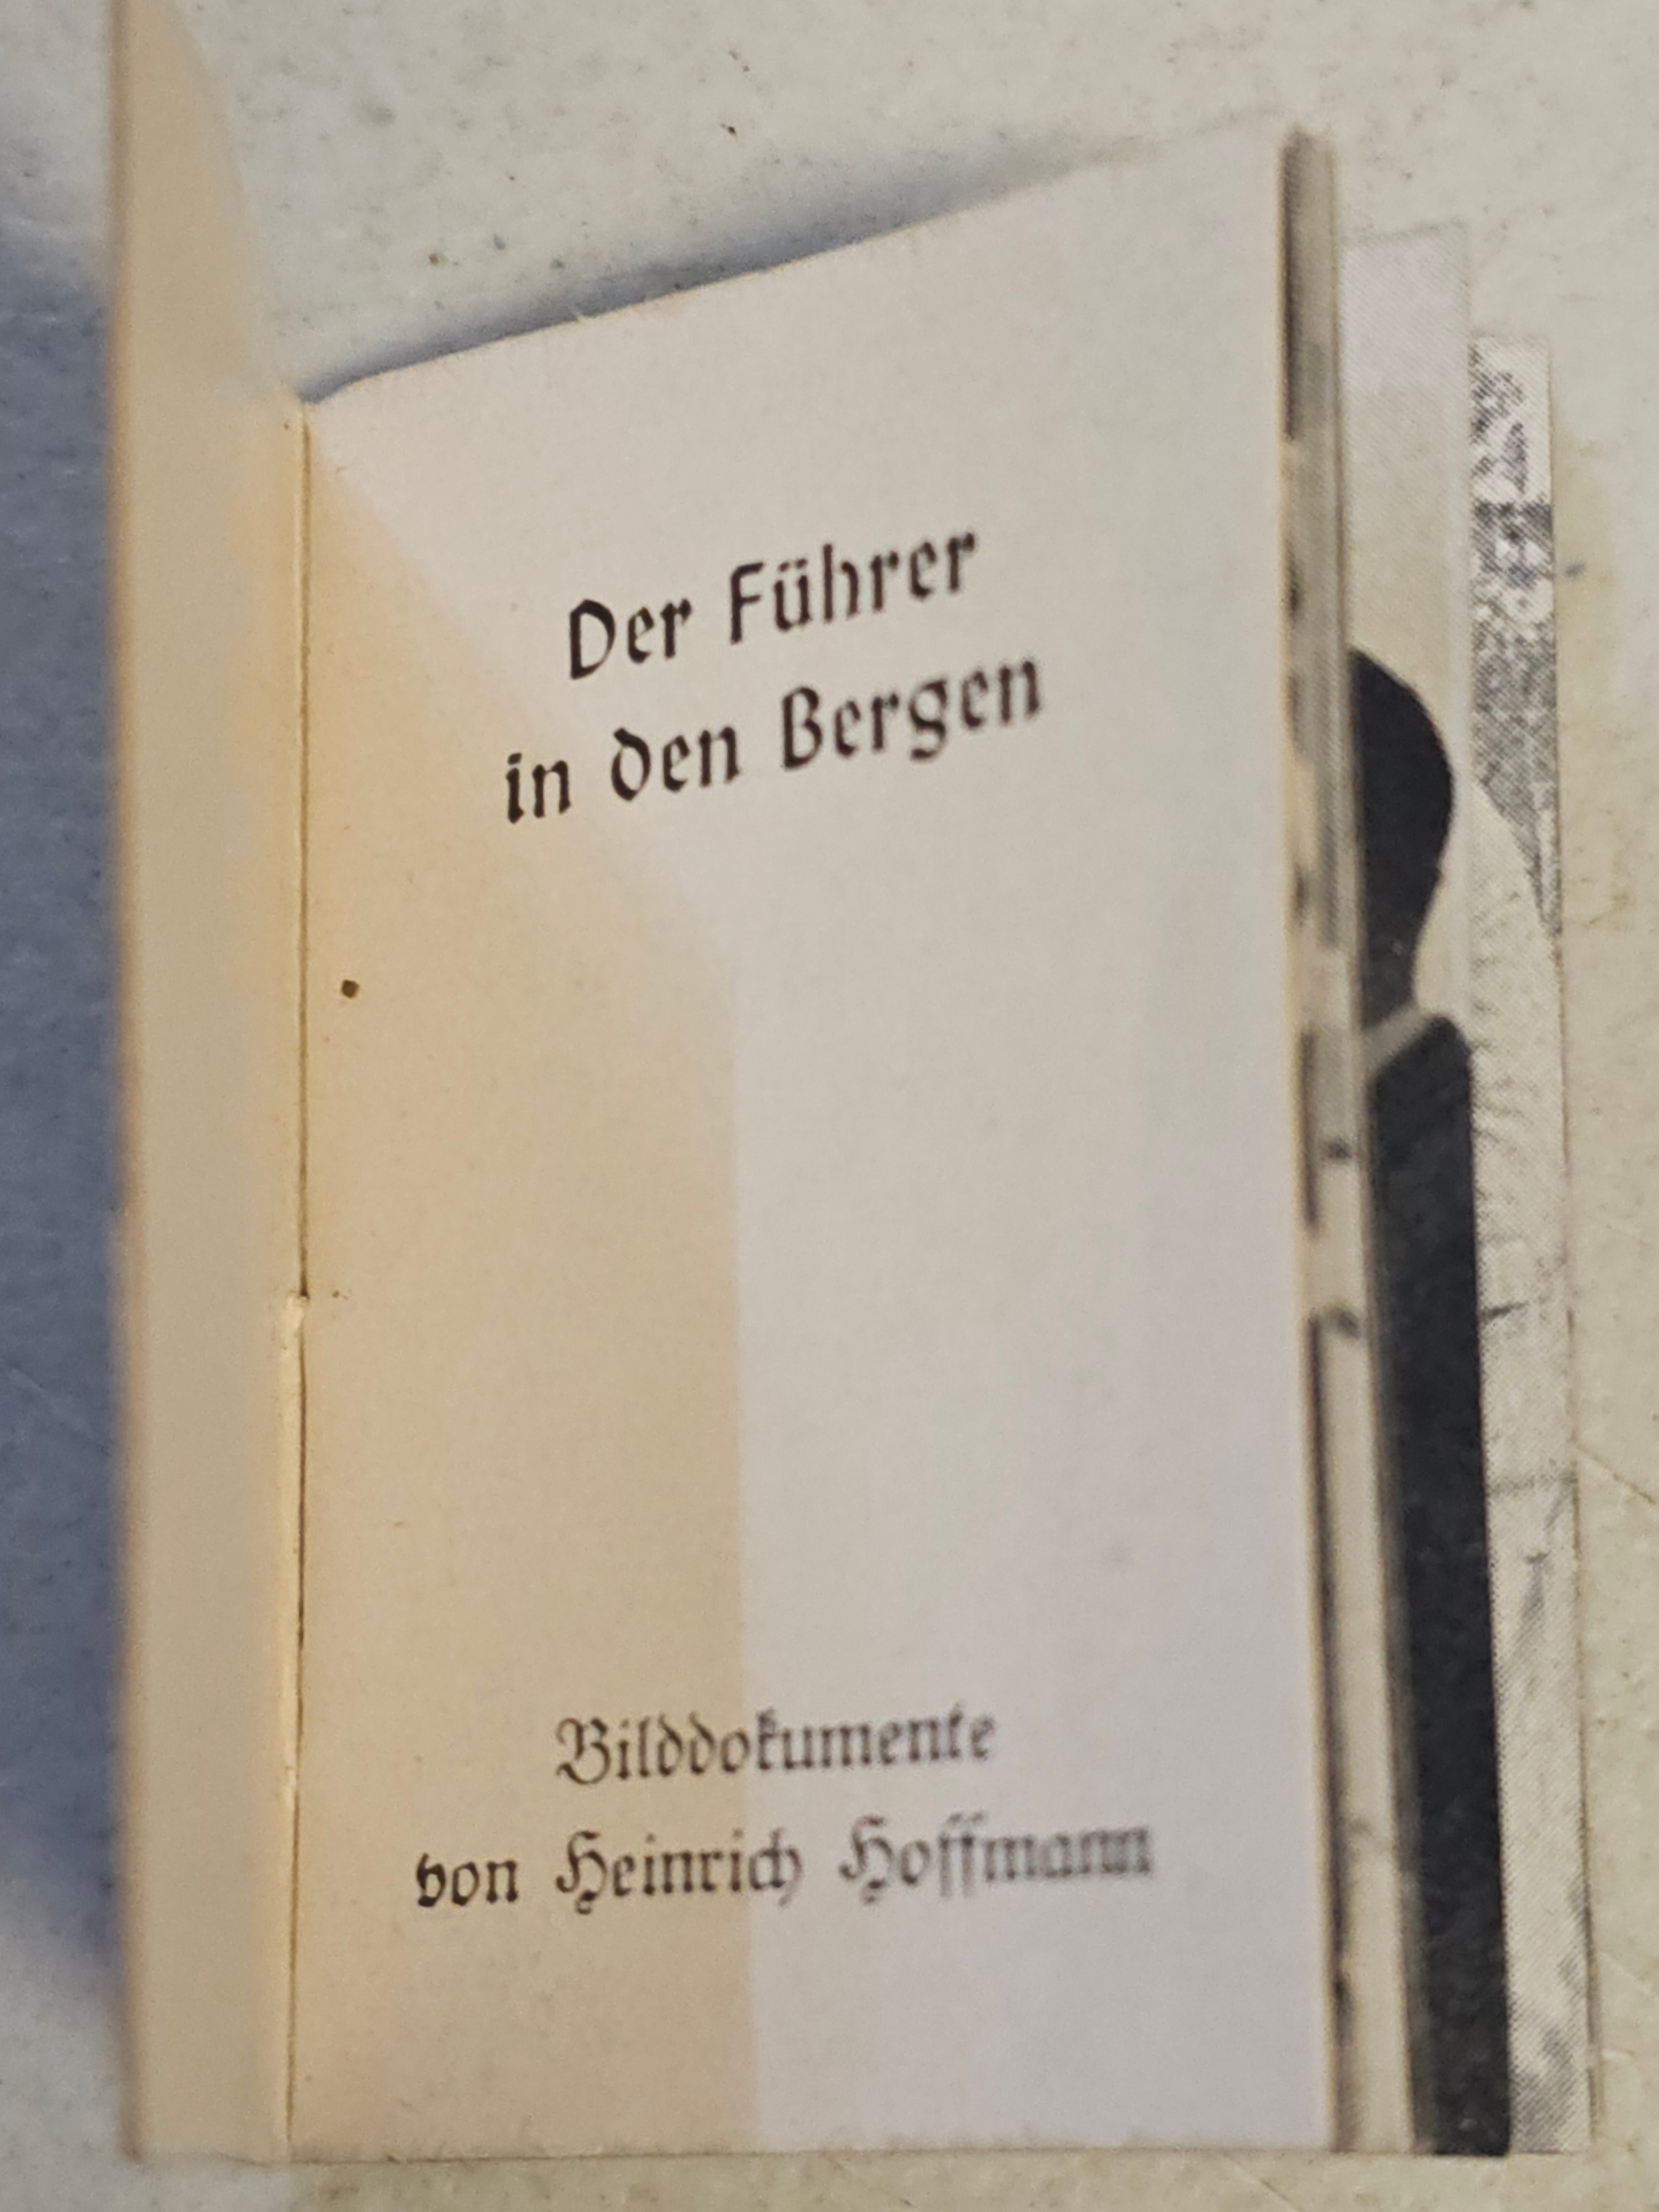 Der Führer
in den Bergen
Bilddokumente
von Heinrich Hoffmann